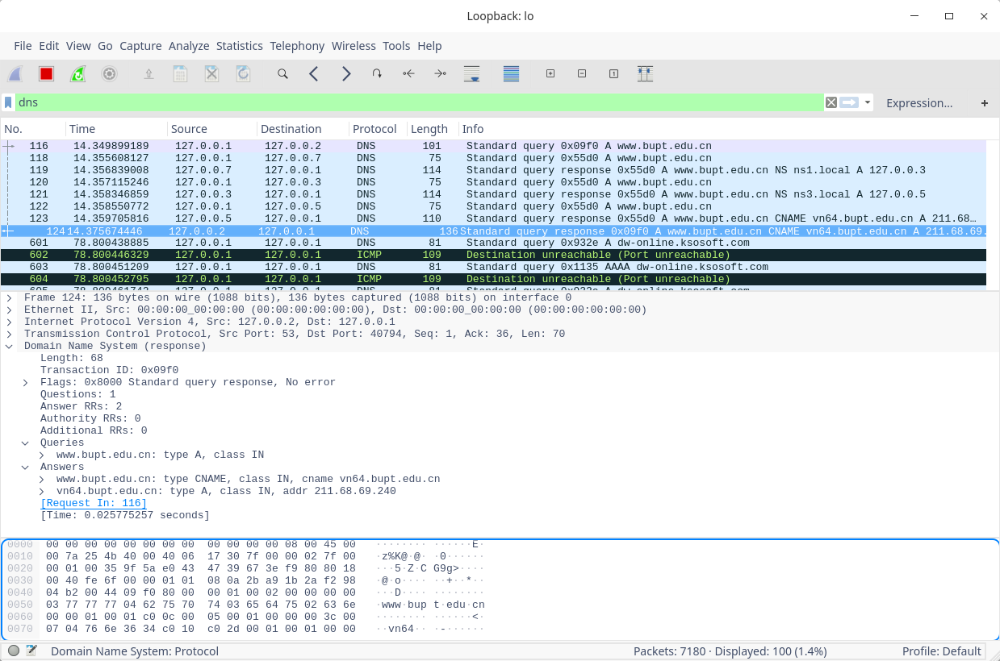 Loopback: lo
File Edit View Go Capture Analyze Statistics Telephony Wireless Tools Help
dns Expression… +
No. Time Source Destination Protocol Length Info
116 14.349899189 127.0.0.1 127.0.0.2 DNS 101 Standard query 0x09f0 A www.bupt.edu.cn
118 14.355608127 127.0.0.1 127.0.0.7 DNS 75 Standard query 0x55d0 A www.bupt.edu.cn
119 14.356839008 127.0.0.7 127.0.0.1 DNS 114 Standard query response 0x55d0 A www.bupt.edu.cn NS ns1.local A 127.0.0.3
120 14.357115246 127.0.0.1 127.0.0.3 DNS 75 Standard query 0x55d0 A www.bupt.edu.cn
121 14.358346859 127.0.0.3 127.0.0.1 DNS 114 Standard query response 0x55d0 A www.bupt.edu.cn NS ns3.local A 127.0.0.5
122 14.358550772 127.0.0.1 127.0.0.5 DNS 75 Standard query 0x55d0 A www.bupt.edu.cn
123 14.359705816 127.0.0.5 127.0.0.1 DNS 110 Standard query response 0x55d0 A www.bupt.edu.cn CNAME vn64.bupt.edu.cn A 211.68…
124 14.375674446 127.0.0.2 127.0.0.1 DNS 136 Standard query response 0x09f0 A www.bupt.edu.cn CNAME vn64.bupt.edu.cn A 211.68.69.
601 78.800438885 127.0.0.1 127.0.0.1 DNS 81 Standard query 0x932e A dw-online.ksosoft.com
602 78.800446329 127.0.0.1 127.0.0.1 ICMP 109 Destination unreachable (Port unreachable)
603 78.800451209 127.0.0.1 127.0.0.1 DNS 81 Standard query 0x1135 AAAA dw-online.ksosoft.com
604 78.800452795 127.0.0.1 127.0.0.1 ICMP 109 Destination unreachable (Port unreachable)
Frame 124: 136 bytes on wire (1088 bits), 136 bytes captured (1088 bits) on interface 0
Ethernet II, Src: 00:00:00_00:00:00 (00:00:00:00:00:00), Dst: 00:00:00_00:00:00 (00:00:00:00:00:00)
Internet Protocol Version 4, Src: 127.0.0.2, Dst: 127.0.0.1
Transmission Control Protocol, Src Port: 53, Dst Port: 40794, Seq: 1, Ack: 36, Len: 70
Domain Name System (response)
Length: 68
Transaction ID: 0x09f0
Flags: 0x8000 Standard query response, No error
Questions: 1
Answer RRs: 2
Authority RRs: 0
Additional RRs: 0
Queries
www.bupt.edu.cn: type A, class IN
Answers
www.bupt.edu.cn: type CNAME, class IN, cname vn64.bupt.edu.cn
vn64.bupt.edu.cn: type A, class IN, addr 211.68.69.240
[Request In: 116]
[Time: 0.025775257 seconds]
0000 00 00 00 00 00 00 00 00 00 00 00 00 08 00 45 00 ········ ······E·
0010 00 7a 25 4b 40 00 40 06 17 30 7f 00 00 02 7f 00 ·z%K@·@· ·0······
0020 00 01 00 35 9f 5a e0 43 47 39 67 3e f9 80 80 18 ···5·Z·C G9g>····
0030 00 40 fe 6f 00 00 01 01 08 0a 2b a9 1b 2a f2 98 ·@·o···· ··+··*··
0040 04 b2 00 44 09 f0 80 00 00 01 00 02 00 00 00 00 ···D···· ········
0050 03 77 77 77 04 62 75 70 74 03 65 64 75 02 63 6e ·www·bup t·edu·cn
0060 00 00 01 00 01 c0 0c 00 05 00 01 00 00 00 3c 00 ········ ······<·
0070 07 04 76 6e 36 34 c0 10 c0 2d 00 01 00 01 00 00 ··vn64·· ·-······
Domain Name System: Protocol Packets: 7180 · Displayed: 100 (1.4%) Profile: Default